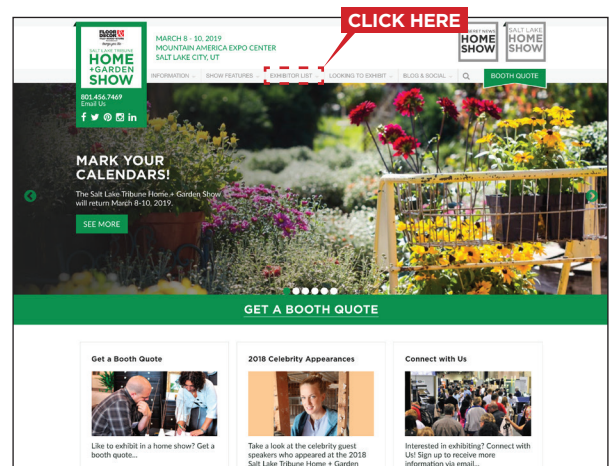 CLICK HERE
FLOOR
DECOR
SALT LAKE TRIBUNE
HOME
+GARDEN
SHOW
801.456.7469
Email Us
MARCH 8 - 10, 2019
MOUNTAIN AMERICA EXPO CENTER
SALT LAKE CITY, UT
NEWS
HOME
SHOW
SALT LAKE
HOME
SHOW
INFORMATION
SHOW FEATURES
EXHIBITOR LIST
LOOKING TO EXHIBIT
BLOG & SOCIAL
BOOTH QUOTE
MARK YOUR
CALENDARS!
The Salt Lake Tribune Home + Garden Show
will return March 8-10, 2019.
SEE MORE
GET A BOOTH QUOTE
Get a Booth Quote
Like to exhibit in a home show? Get a
booth quote...
2018 Celebrity Appearances
Take a look at the celebrity guest
speakers who appeared at the 2018
Salt Lake Tribune Home + Garden
Connect with Us
Interested in exhibiting? Connect with
Us! Sign up to receive more
information via email...